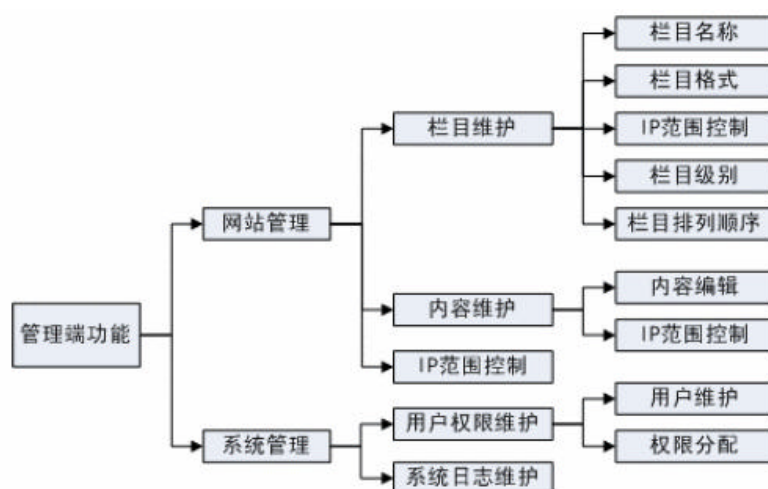 管理端功能
网站管理
栏目维护
栏目名称
栏目格式
IP范围控制
栏目级别
栏目排列顺序
内容维护
内容编辑
IP范围控制
IP范围控制
系统管理
用户权限维护
用户维护
权限分配
系统日志维护